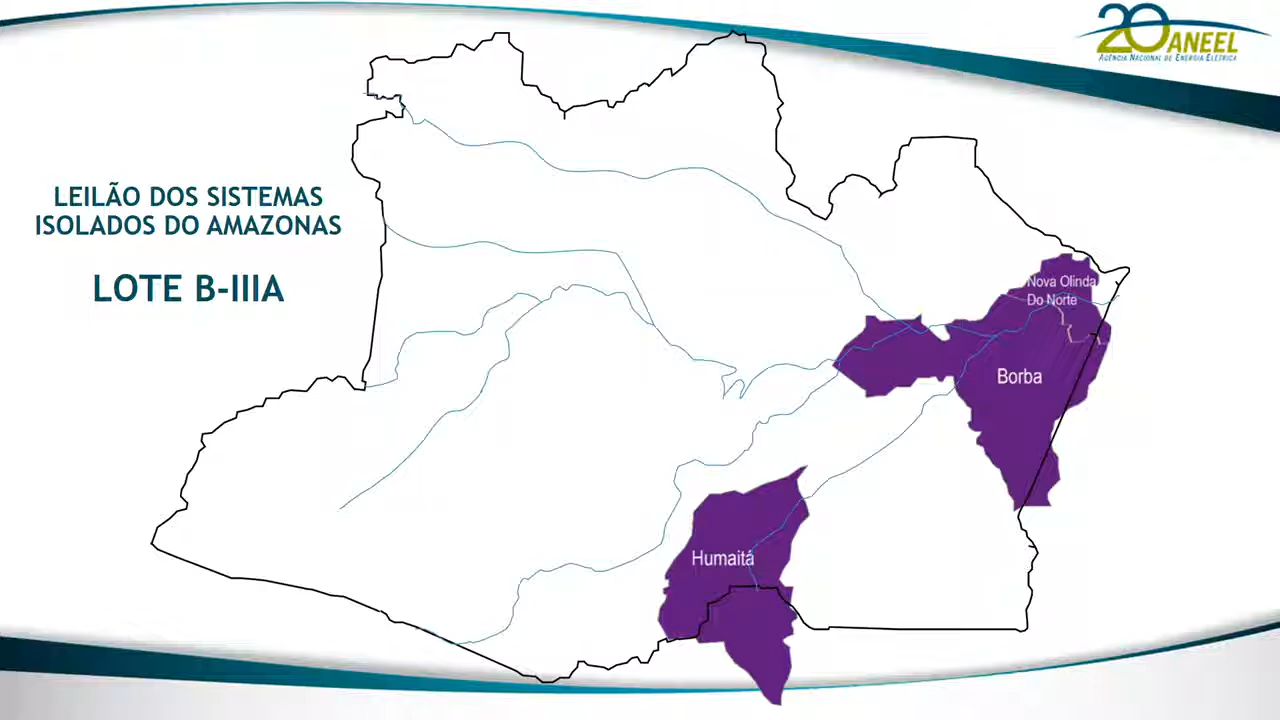 20 ANEEL
AGÊNCIA NACIONAL DE ENERGIA ELÉTRICA
LEILÃO DOS SISTEMAS
ISOLADOS DO AMAZONAS
LOTE B-IIIA
Nova Olinda
Do Norte
Borba
Humaitá